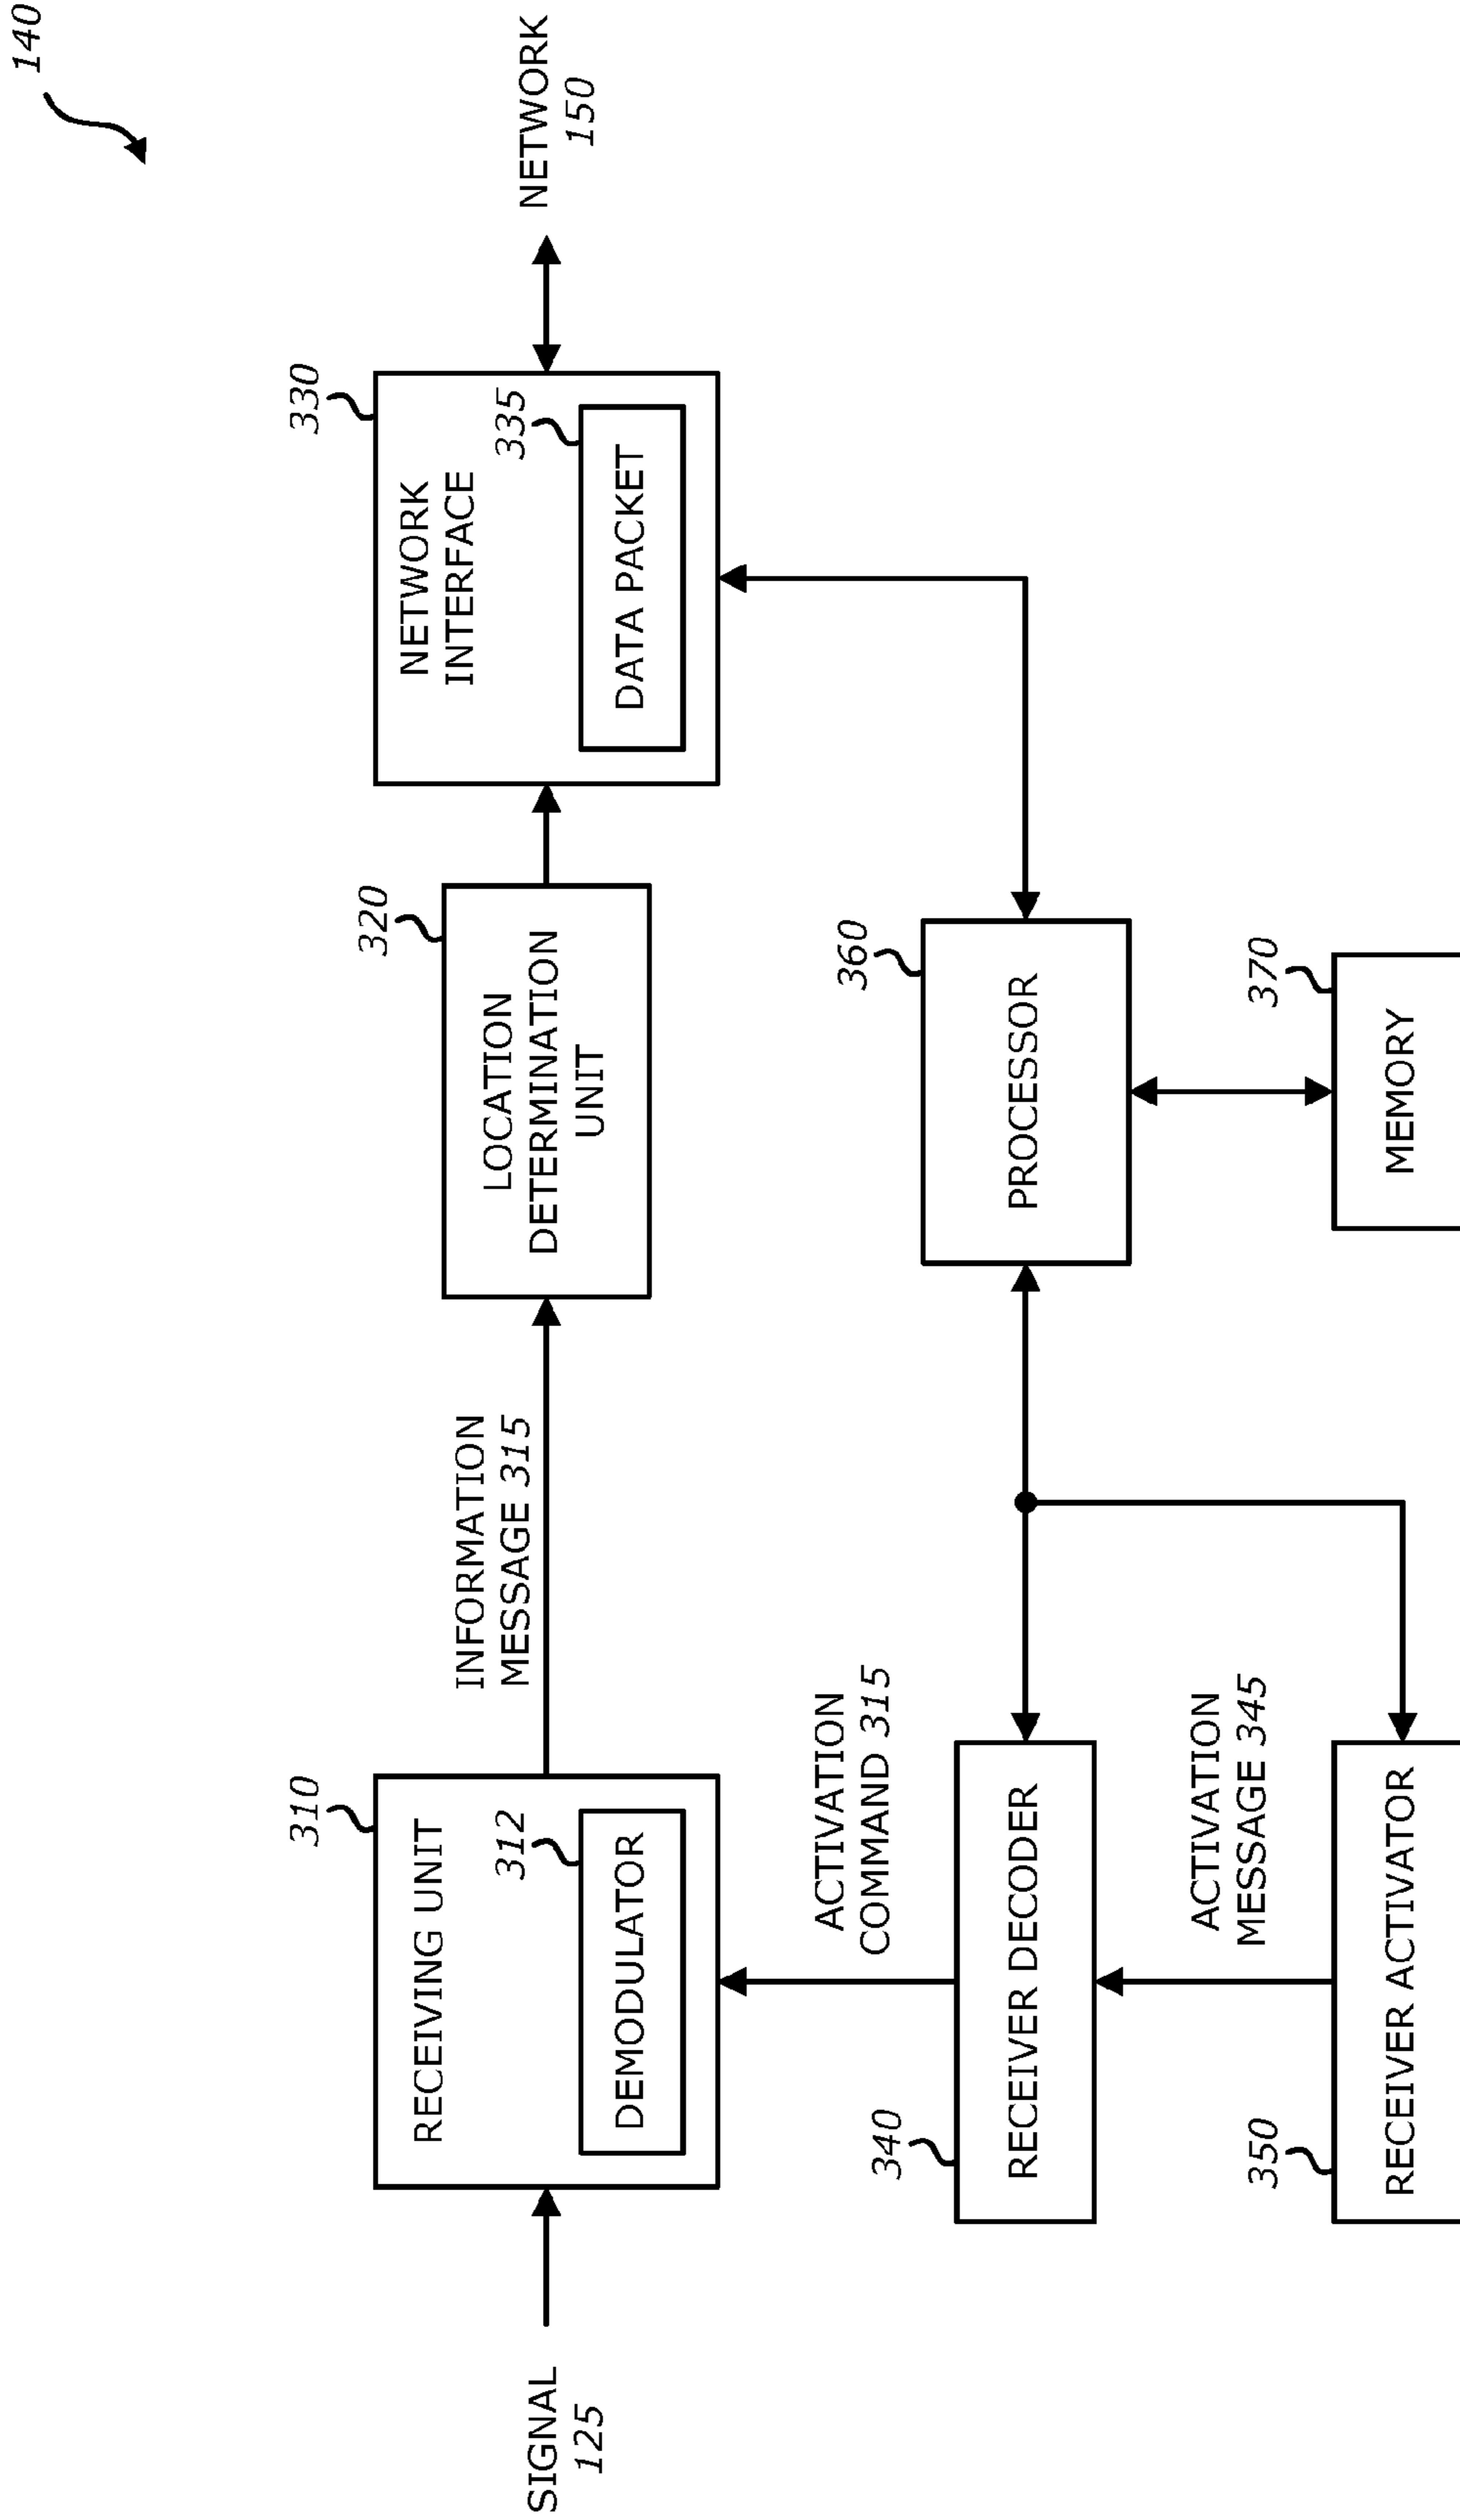 140
310
RECEIVING UNIT
312
DEMODULATOR
SIGNAL
125
INFORMATION
MESSAGE 315
320
LOCATION
DETERMINATION
UNIT
330
NETWORK
INTERFACE
335
DATA PACKET
NETWORK
150
ACTIVATION
COMMAND 315
340
RECEIVER DECODER
360
PROCESSOR
ACTIVATION
MESSAGE 345
350
RECEIVER ACTIVATOR
370
MEMORY